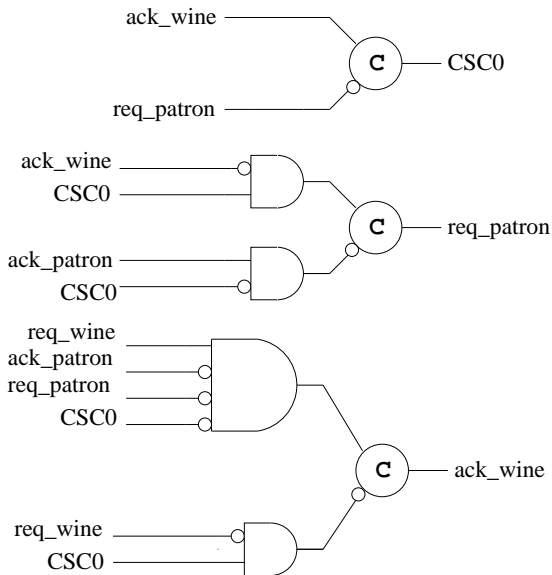 ack_wine
C
CSC0
req_patron
ack_wine
CSC0
C
req_patron
ack_patron
CSC0
req_wine
ack_patron
req_patron
CSC0
C
ack_wine
req_wine
CSC0